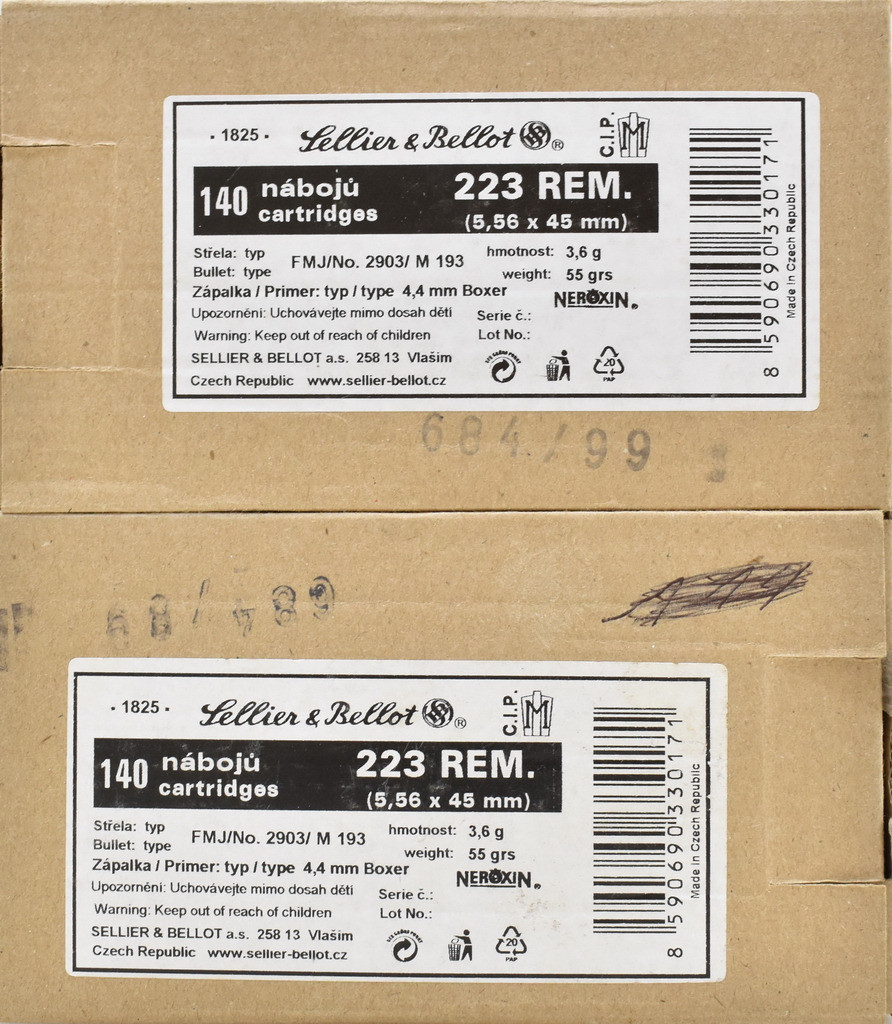 · 1825 · Sellier & Bellot ® C.I.P.
140 nábojů 223 REM.
cartridges (5,56 x 45 mm)
Střela: typ FMJ/No. 2903/ M 193 hmotnost: 3,6 g
Bullet: type weight: 55 grs
Zápalka / Primer: typ / type 4,4 mm Boxer NEROXIN®
Upozornění: Uchovávejte mimo dosah dětí Serie č.:
Warning: Keep out of reach of children Lot No.:
SELLIER & BELLOT a.s. 258 13 Vlašim
Czech Republic www.sellier-bellot.cz
20
PAP
8 590690 330171
Made in Czech Republic
684/99
· 1825 · Sellier & Bellot ® C.I.P.
140 nábojů 223 REM.
cartridges (5,56 x 45 mm)
Střela: typ FMJ/No. 2903/ M 193 hmotnost: 3,6 g
Bullet: type weight: 55 grs
Zápalka / Primer: typ / type 4,4 mm Boxer NEROXIN®
Upozornění: Uchovávejte mimo dosah dětí Serie č.:
Warning: Keep out of reach of children Lot No.:
SELLIER & BELLOT a.s. 258 13 Vlašim
Czech Republic www.sellier-bellot.cz
20
PAP
8 590690 330171
Made in Czech Republic